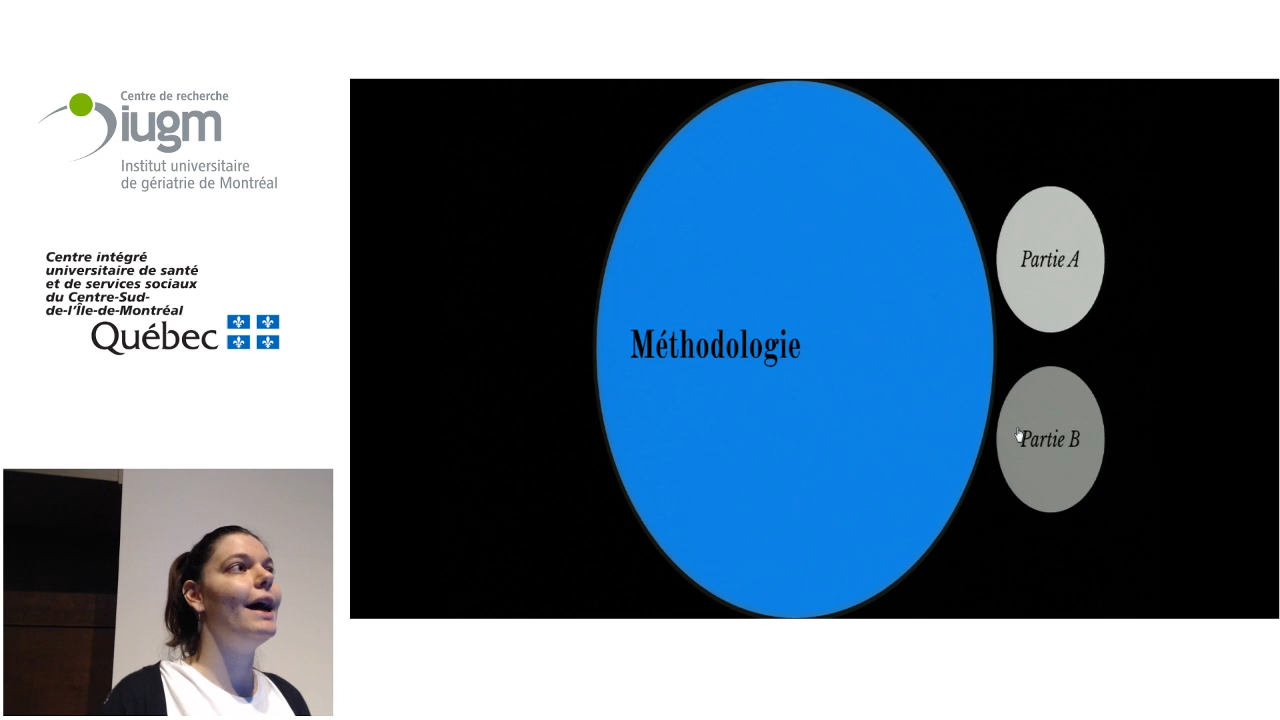 Centre de recherche
iugm
Institut universitaire
de gériatrie de Montréal
Centre intégré
universitaire de santé
et de services sociaux
du Centre-Sud-
de-l'Île-de-Montréal
Québec
Méthodologie
Partie A
Partie B